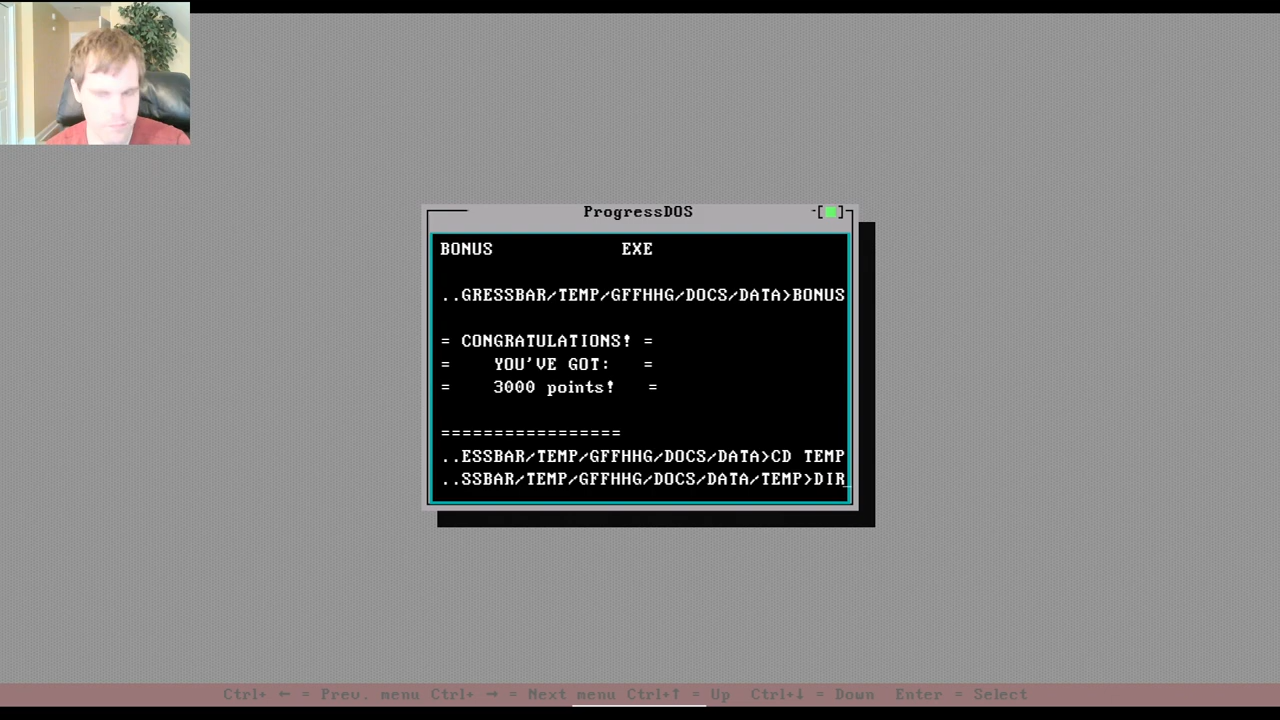 ProgressDOS
-[■]
BONUS EXE
..GRESSBAR/TEMP/GFFHHG/DOCS/DATA>BONUS
= CONGRATULATIONS! =
= YOU'VE GOT: =
= 3000 points! =
=================
..ESSBAR/TEMP/GFFHHG/DOCS/DATA>CD TEMP
..SSBAR/TEMP/GFFHHG/DOCS/DATA/TEMP>DIR_
Ctrl+ ← = Prev. menu Ctrl+ → = Next menu Ctrl+↑ = Up Ctrl+↓ = Down Enter = Select